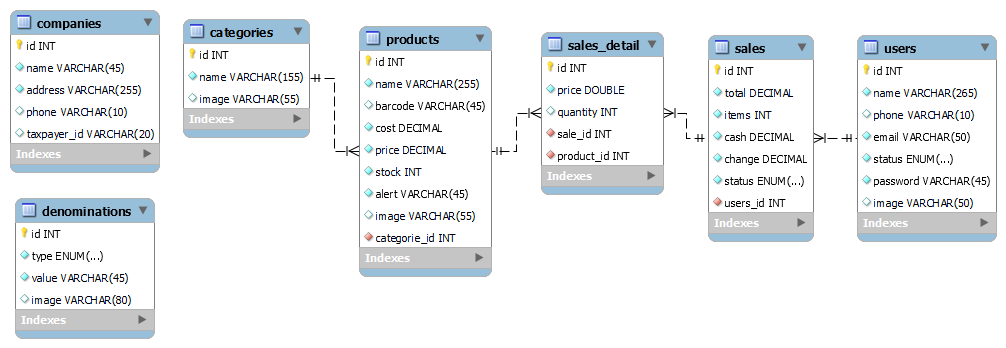 companies
id INT
name VARCHAR(45)
address VARCHAR(255)
phone VARCHAR(10)
taxpayer_id VARCHAR(20)
Indexes
categories
id INT
name VARCHAR(155)
image VARCHAR(55)
Indexes
products
id INT
name VARCHAR(255)
barcode VARCHAR(45)
cost DECIMAL
price DECIMAL
stock INT
alert VARCHAR(45)
image VARCHAR(55)
categorie_id INT
Indexes
sales_detail
id INT
price DOUBLE
quantity INT
sale_id INT
product_id INT
Indexes
sales
id INT
total DECIMAL
items INT
cash DECIMAL
change DECIMAL
status ENUM(...)
users_id INT
Indexes
users
id INT
name VARCHAR(265)
phone VARCHAR(10)
email VARCHAR(50)
status ENUM(...)
password VARCHAR(45)
image VARCHAR(50)
Indexes
denominations
id INT
type ENUM(...)
value VARCHAR(45)
image VARCHAR(80)
Indexes